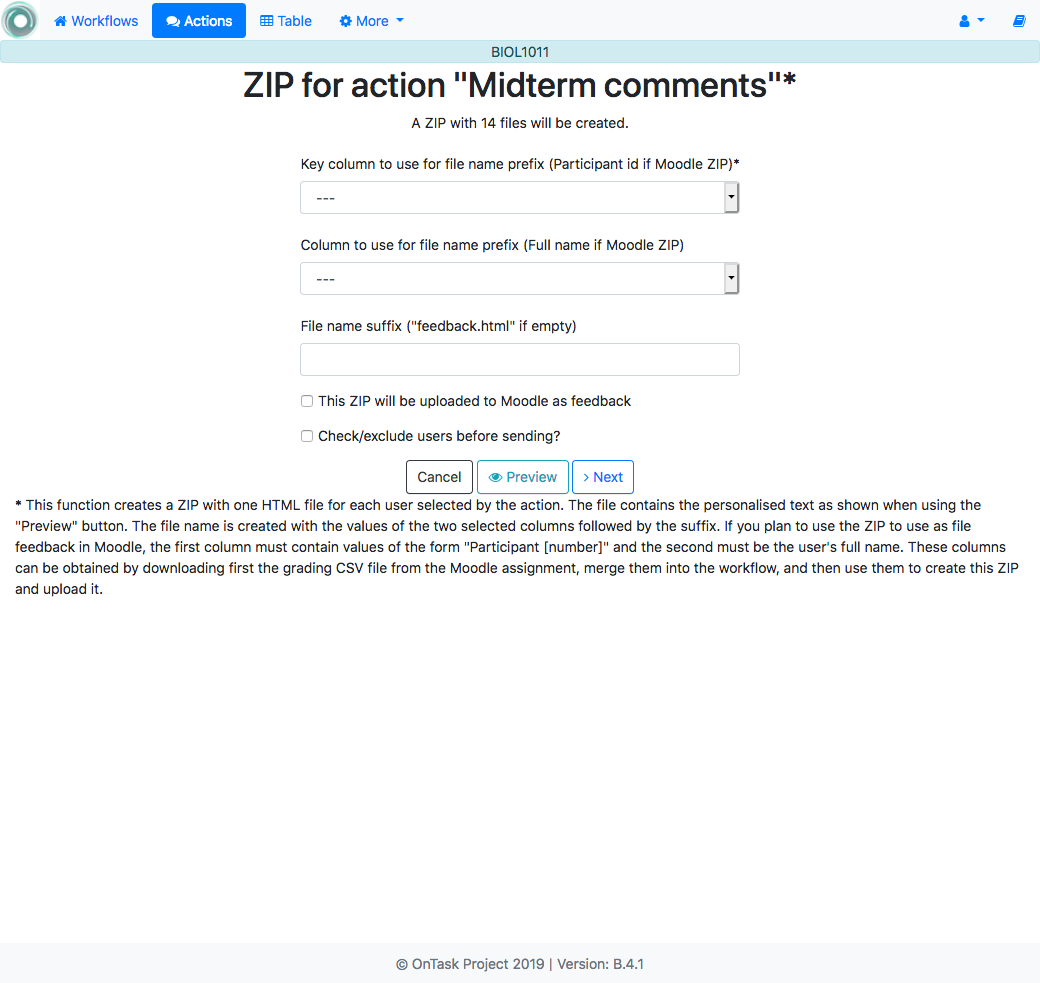 Workflows Actions Table More
BIOL1011
ZIP for action "Midterm comments"*
A ZIP with 14 files will be created.
Key column to use for file name prefix (Participant id if Moodle ZIP)*
---
Column to use for file name prefix (Full name if Moodle ZIP)
---
File name suffix ("feedback.html" if empty)
This ZIP will be uploaded to Moodle as feedback
Check/exclude users before sending?
Cancel Preview Next
* This function creates a ZIP with one HTML file for each user selected by the action. The file contains the personalised text as shown when using the
"Preview" button. The file name is created with the values of the two selected columns followed by the suffix. If you plan to use the ZIP to use as file
feedback in Moodle, the first column must contain values of the form "Participant [number]" and the second must be the user's full name. These columns
can be obtained by downloading first the grading CSV file from the Moodle assignment, merge them into the workflow, and then use them to create this ZIP
and upload it.
© OnTask Project 2019 | Version: B.4.1